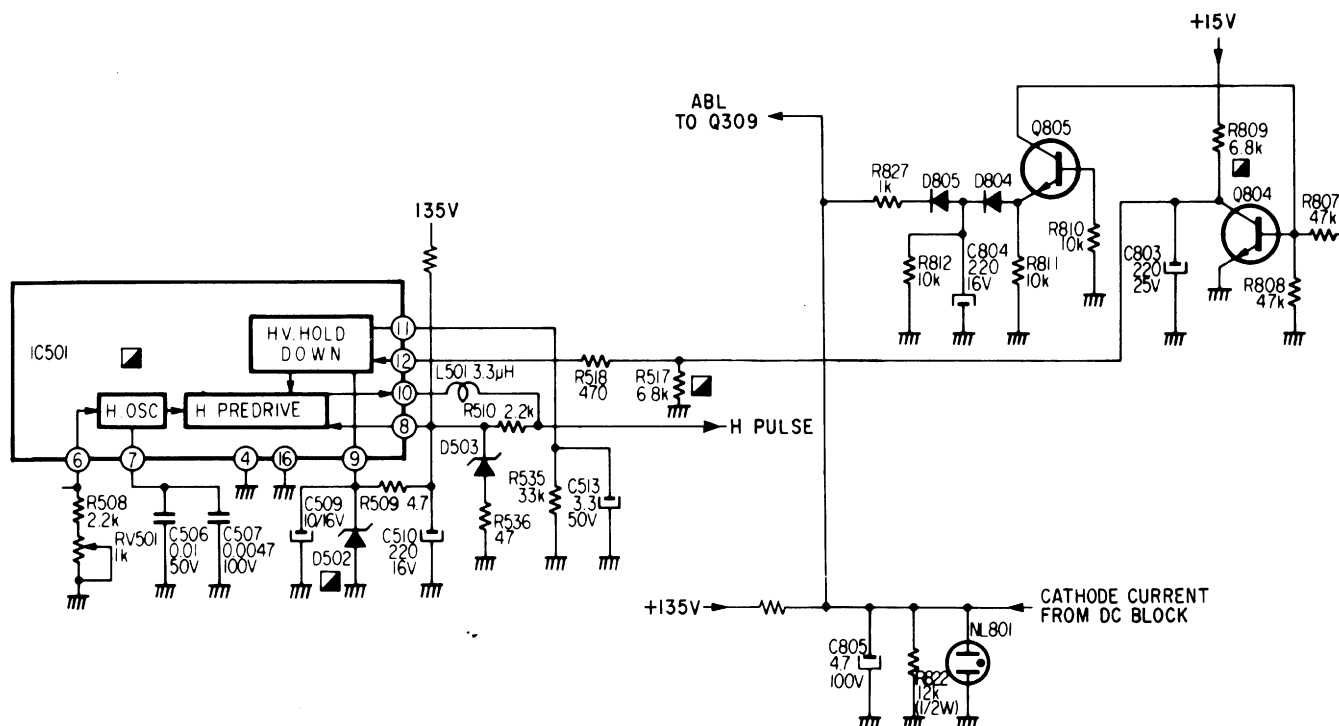 +15V
ABL
TO Q309
Q805
R809
6.8k
R827
1k
D805
D804
Q804
R807
47k
135V
R810
10k
R812
10k
C804
220
16V
R811
10k
C803
220
25V
R808
47k
IC501
HV. HOLD
DOWN
11
12
L501 3.3μH
R518
470
R517
6.8k
10
H. OSC
H PREDRIVE
R510 2.2k
8
H PULSE
D503
6
7
4
16
9
R508
2.2k
RV501
1k
C506
0.01
50V
C507
0.0047
100V
C509
10/16V
R509 4.7
D502
C510
220
16V
R536
47
R535
33k
C513
3.3
50V
+135V
CATHODE CURRENT
FROM DC BLOCK
NL801
C805
4.7
100V
R822
12k
(1/2W)